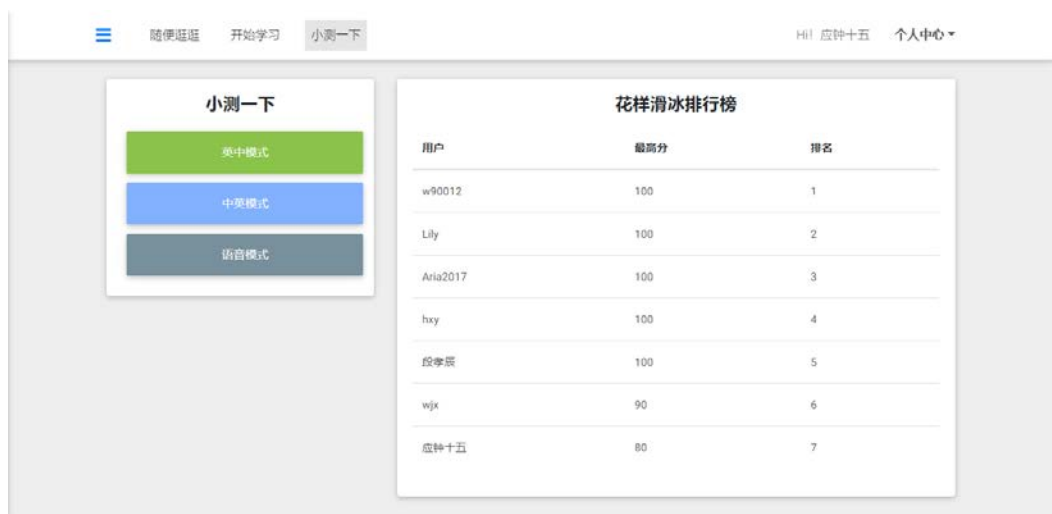 随便逛逛 开始学习 小测一下 Hi! 应钟十五 个人中心
小测一下
英中模式
中英模式
语音模式
花样滑冰排行榜
用户 最高分 排名
w90012 100 1
Lily 100 2
Aria2017 100 3
hxy 100 4
段孝辰 100 5
wjx 90 6
应钟十五 80 7